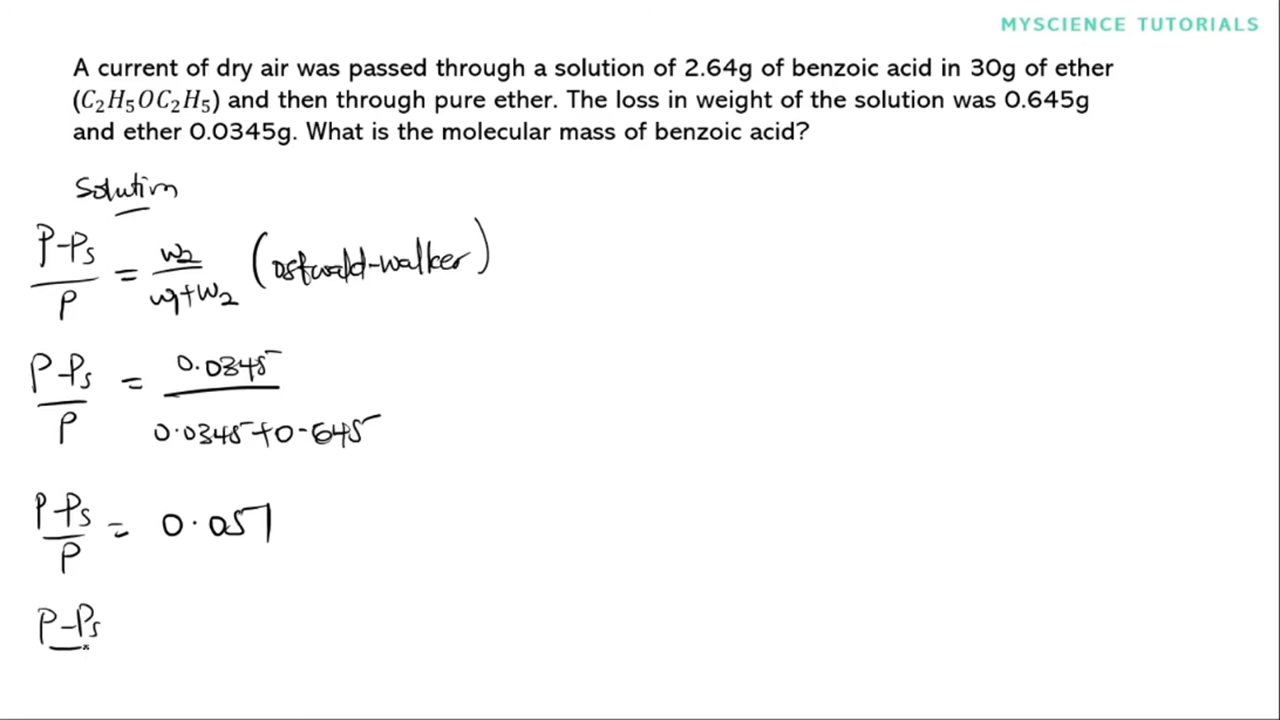 MYSCIENCE TUTORIALS
A current of dry air was passed through a solution of 2.64g of benzoic acid in 30g of ether
(C₂H₅OC₂H₅) and then through pure ether. The loss in weight of the solution was 0.645g
and ether 0.0345g. What is the molecular mass of benzoic acid?
Solution
P-Ps/P = w2/(w1+w2) (ostwald-walker)
P-Ps/P = 0.0345/(0.0345+0.645)
P-Ps/P = 0.051
P-Ps